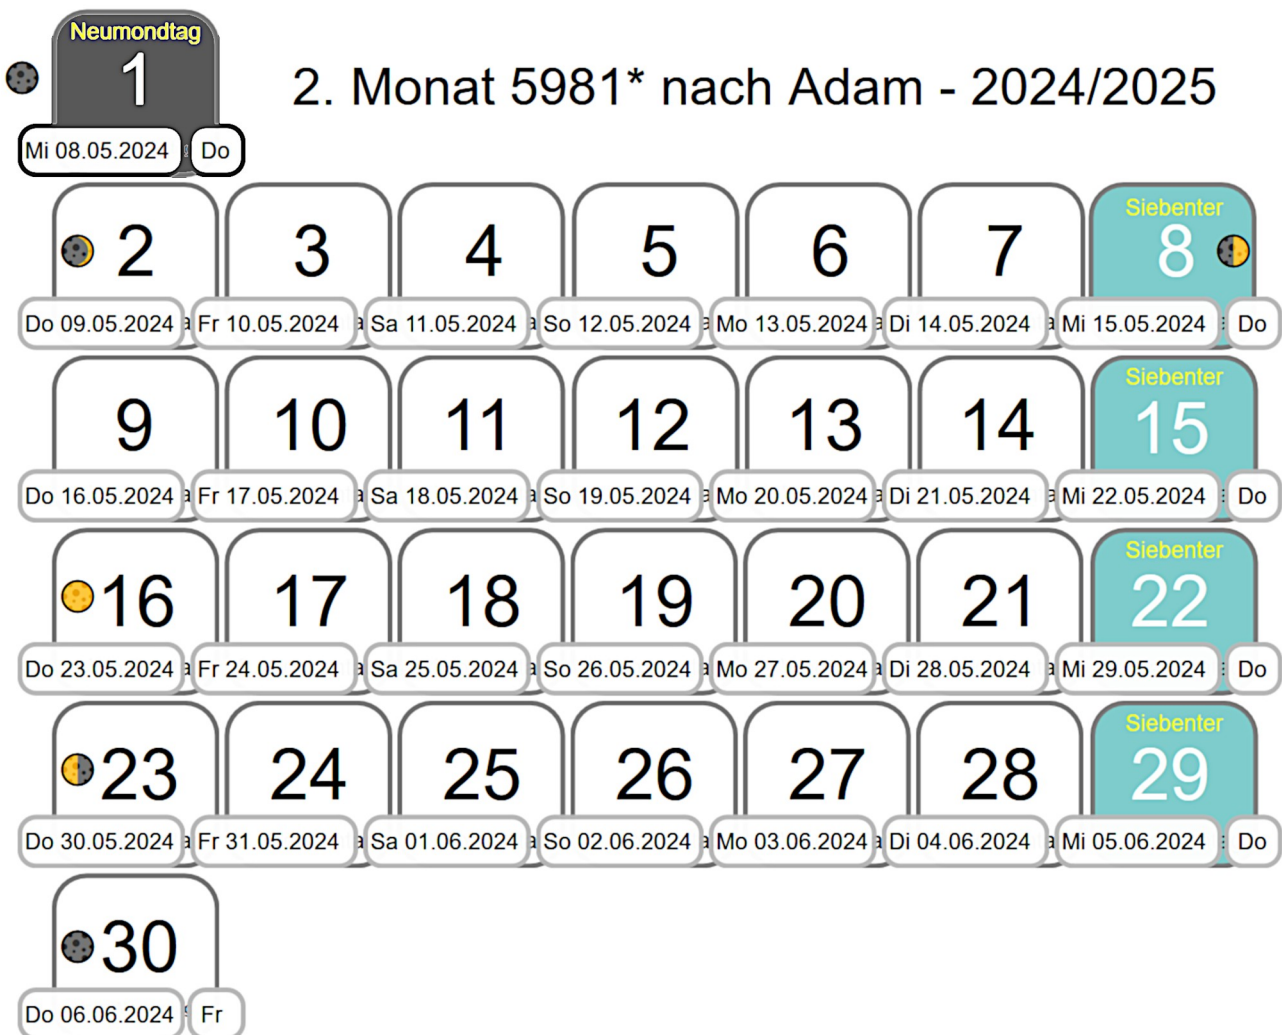 Neumondtag
1
2. Monat 5981* nach Adam - 2024/2025
Mi 08.05.2024 Do
Siebenter
2 3 4 5 6 7 8
Do 09.05.2024 Fr 10.05.2024 Sa 11.05.2024 So 12.05.2024 Mo 13.05.2024 Di 14.05.2024 Mi 15.05.2024 Do
Siebenter
9 10 11 12 13 14 15
Do 16.05.2024 Fr 17.05.2024 Sa 18.05.2024 So 19.05.2024 Mo 20.05.2024 Di 21.05.2024 Mi 22.05.2024 Do
Siebenter
16 17 18 19 20 21 22
Do 23.05.2024 Fr 24.05.2024 Sa 25.05.2024 So 26.05.2024 Mo 27.05.2024 Di 28.05.2024 Mi 29.05.2024 Do
Siebenter
23 24 25 26 27 28 29
Do 30.05.2024 Fr 31.05.2024 Sa 01.06.2024 So 02.06.2024 Mo 03.06.2024 Di 04.06.2024 Mi 05.06.2024 Do
30
Do 06.06.2024 Fr